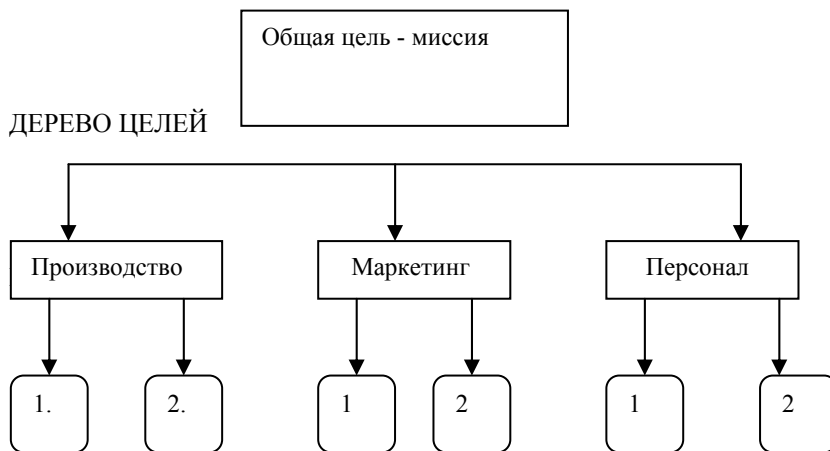 Общая цель - миссия
ДЕРЕВО ЦЕЛЕЙ
Производство
Маркетинг
Персонал
1.
2.
1
2
1
2